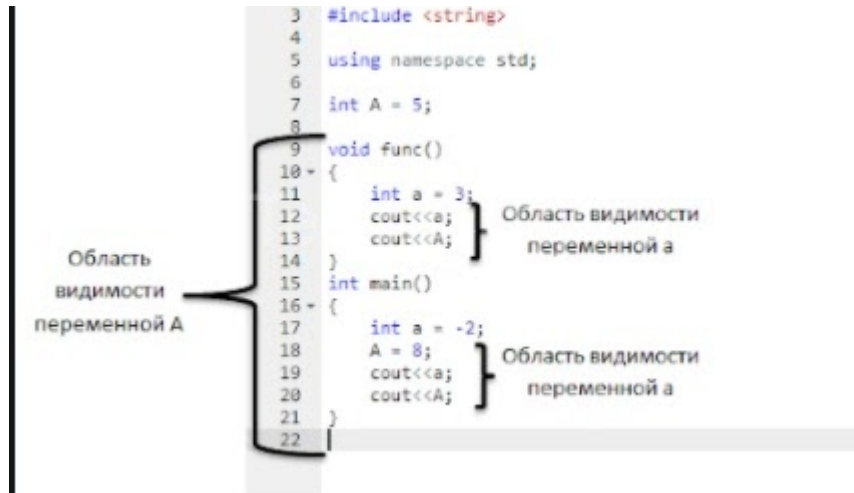 3 #include <string>
4
5 using namespace std;
6
7 int A = 5;
8
9 void func()
10 {
11 int a = 3;
12 cout<<a;
13 cout<<A;
14 }
15 int main()
16 {
17 int a = -2;
18 A = 8;
19 cout<<a;
20 cout<<A;
21 }
22
Область
видимости
переменной А
Область видимости
переменной а
Область видимости
переменной а